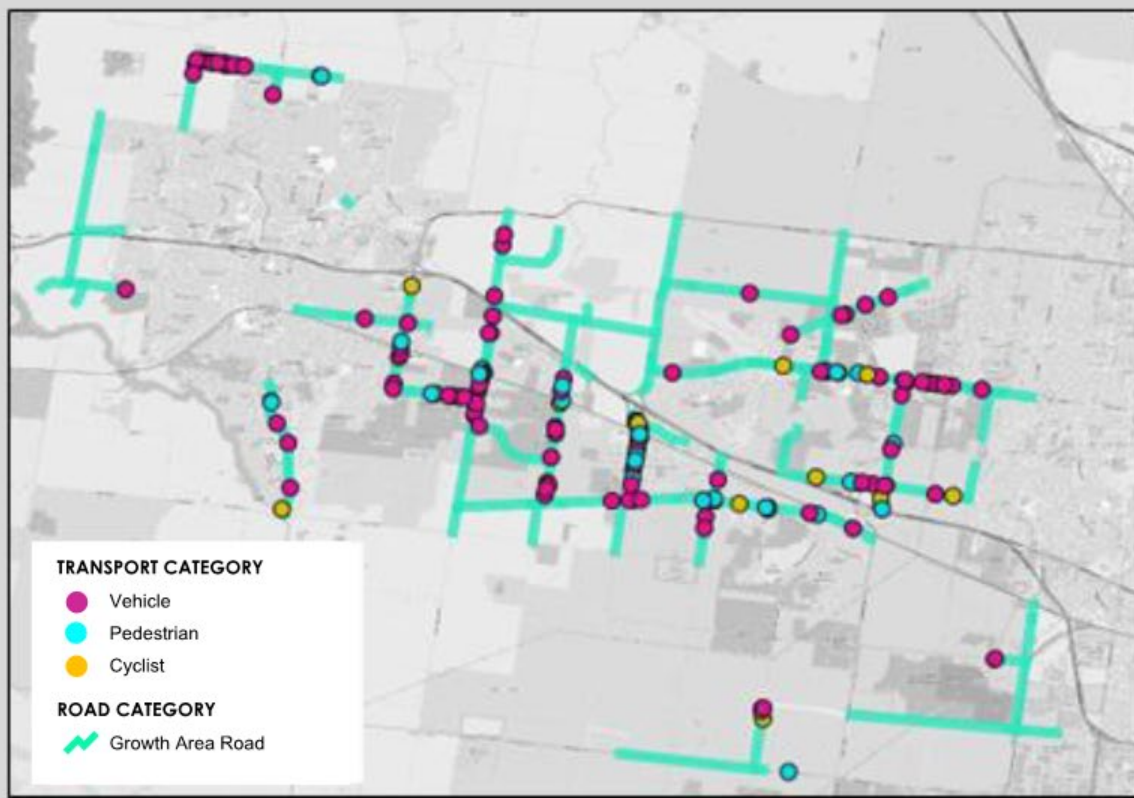 TRANSPORT CATEGORY
Vehicle
Pedestrian
Cyclist
ROAD CATEGORY
Growth Area Road